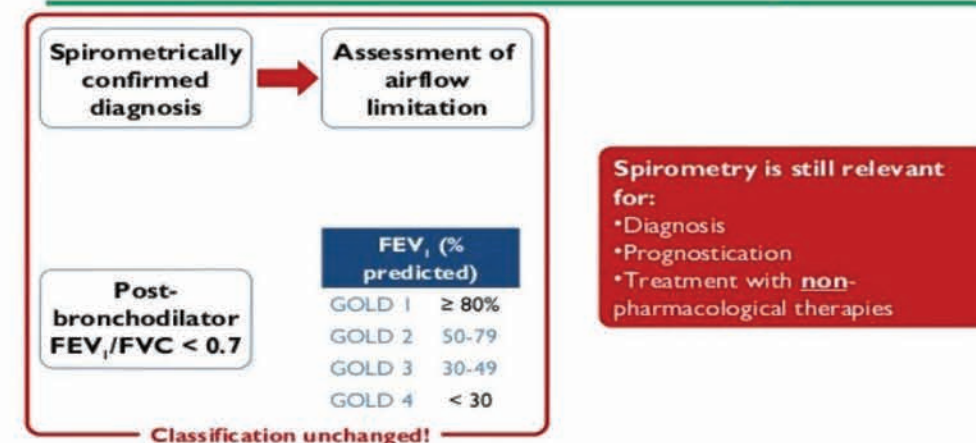 Spirometrically
confirmed
diagnosis
Assessment of
airflow
limitation
Post-
bronchodilator
FEV₁/FVC < 0.7
FEV₁ (%
predicted)
GOLD 1 ≥ 80%
GOLD 2 50-79
GOLD 3 30-49
GOLD 4 < 30
Classification unchanged!
Spirometry is still relevant
for:
•Diagnosis
•Prognostication
•Treatment with non-
pharmacological therapies